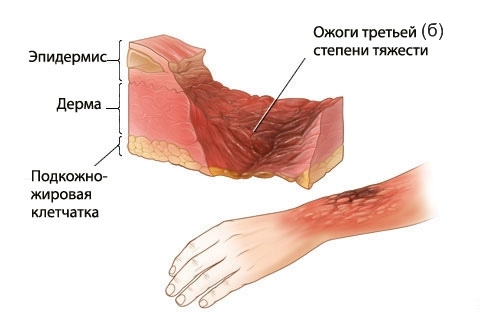 Ожоги третьей (б)
степени тяжести
Эпидермис
Дерма
Подкожно-
жировая
клетчатка